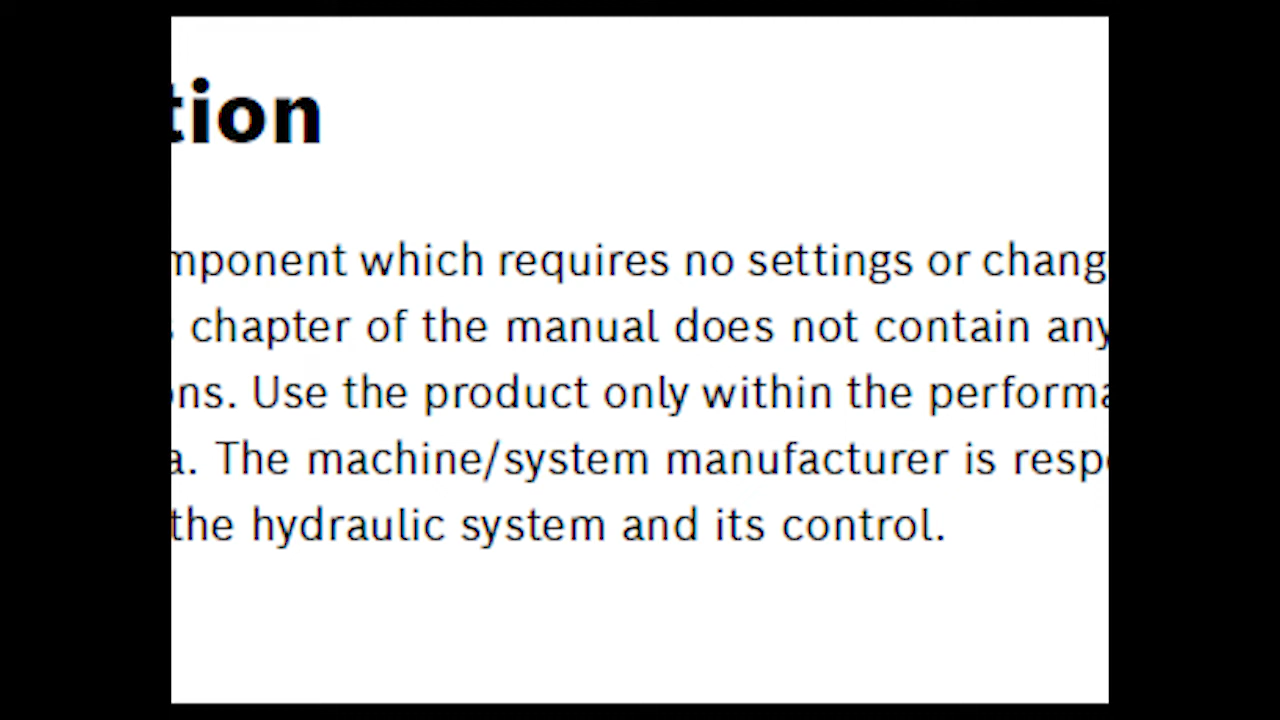 tion
mponent which requires no settings or chang
chapter of the manual does not contain any
ons. Use the product only within the performa
a. The machine/system manufacturer is resp
the hydraulic system and its control.